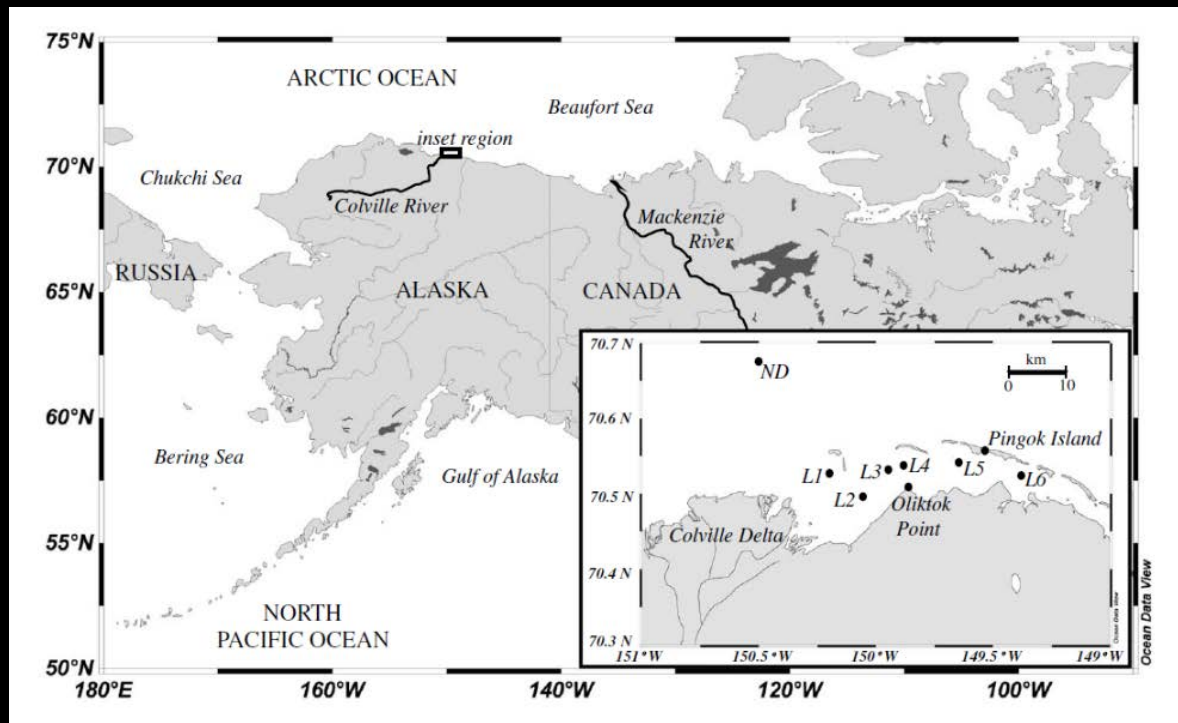 75°N
ARCTIC OCEAN
Beaufort Sea
inset region
70°N
Chukchi Sea
Colville River
Mackenzie
River
RUSSIA
ALASKA
CANADA
65°N
60°N
Bering Sea
Gulf of Alaska
55°N
NORTH
PACIFIC OCEAN
50°N
180°E
160°W
140°W
120°W
100°W
Ocean Data View
70.7 N
km
0 10
ND
70.6 N
Pingok Island
L1
L3
L4
L5
L6
L2
70.5 N
Oliktok
Point
Colville Delta
70.4 N
70.3 N
151°W
150.5°W
150°W
149.5°W
149°W
Ocean Data View